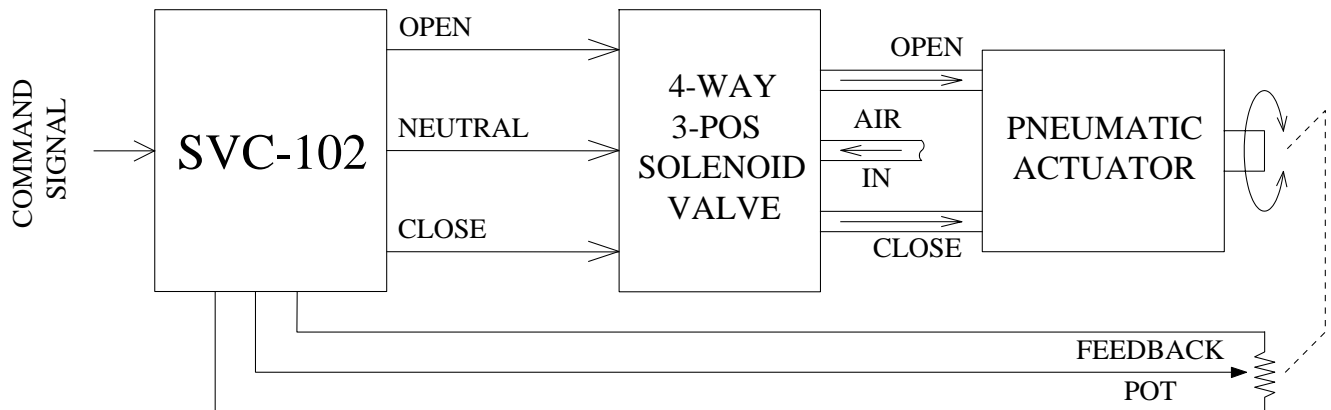 COMMAND
SIGNAL
SVC-102
OPEN
NEUTRAL
CLOSE
4-WAY
3-POS
SOLENOID
VALVE
OPEN
AIR
IN
CLOSE
PNEUMATIC
ACTUATOR
FEEDBACK
POT